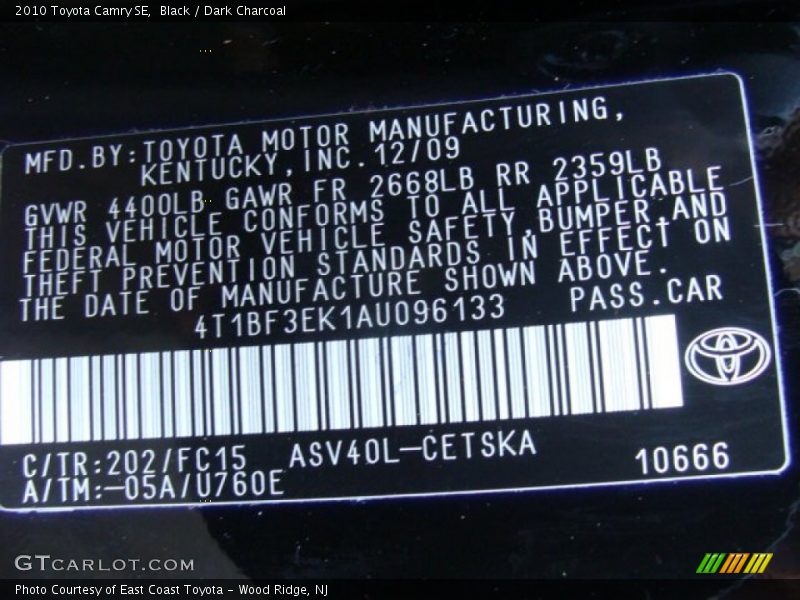 2010 Toyota Camry SE, Black / Dark Charcoal
MFD.BY:TOYOTA MOTOR MANUFACTURING,
KENTUCKY,INC.12/09
GVWR 4400LB GAWR FR 2668LB RR 2359LB
THIS VEHICLE CONFORMS TO ALL APPLICABLE
FEDERAL MOTOR VEHICLE SAFETY,BUMPER,AND
THEFT PREVENTION STANDARDS IN EFFECT ON
THE DATE OF MANUFACTURE SHOWN ABOVE.
4T1BF3EK1AU096133 PASS.CAR
C/TR:202/FC15 ASV40L-CETSKA
A/TM:-05A/U760E 10666
GTCARLOT.COM
Photo Courtesy of East Coast Toyota - Wood Ridge, NJ